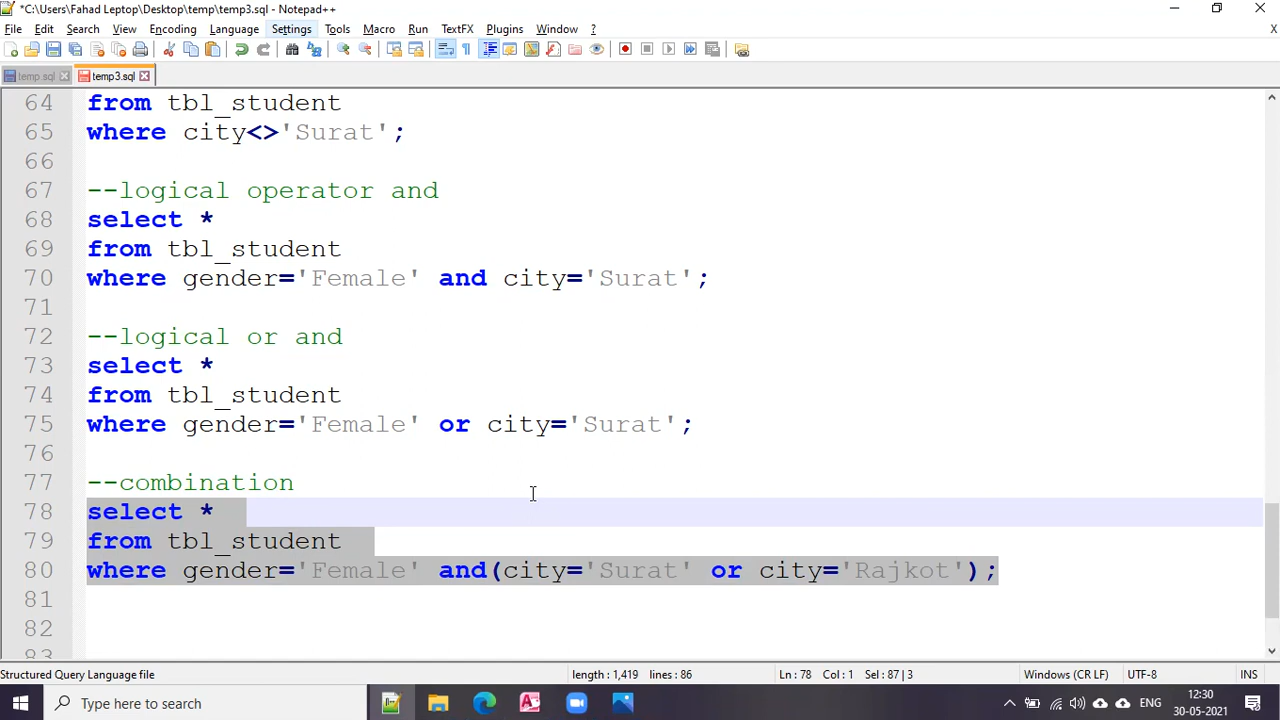 *C:\Users\Fahad Leptop\Desktop\temp\temp3.sql - Notepad++
File Edit Search View Encoding Language Settings Tools Macro Run TextFX Plugins Window ? X
temp.sql temp3.sql
64 from tbl_student
65 where city<>'Surat';
66
67 --logical operator and
68 select *
69 from tbl_student
70 where gender='Female' and city='Surat';
71
72 --logical or and
73 select *
74 from tbl_student
75 where gender='Female' or city='Surat';
76
77 --combination
78 select *
79 from tbl_student
80 where gender='Female' and(city='Surat' or city='Rajkot');
81
82
83
Structured Query Language file length : 1,419 lines : 86 Ln : 78 Col : 1 Sel : 87 | 3 Windows (CR LF) UTF-8 INS
Type here to search ENG 12:30
30-05-2021